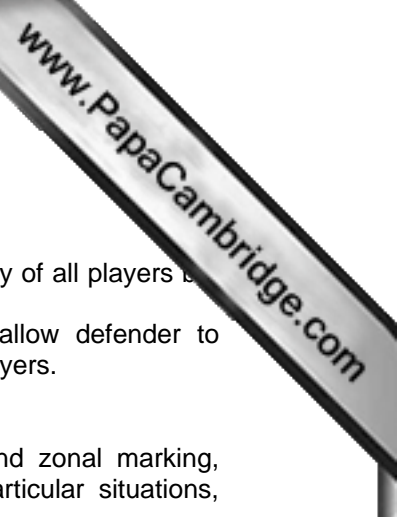 www.PapaCambridge.com
y of all players
allow defender to
yers.
nd zonal marking,
articular situations,